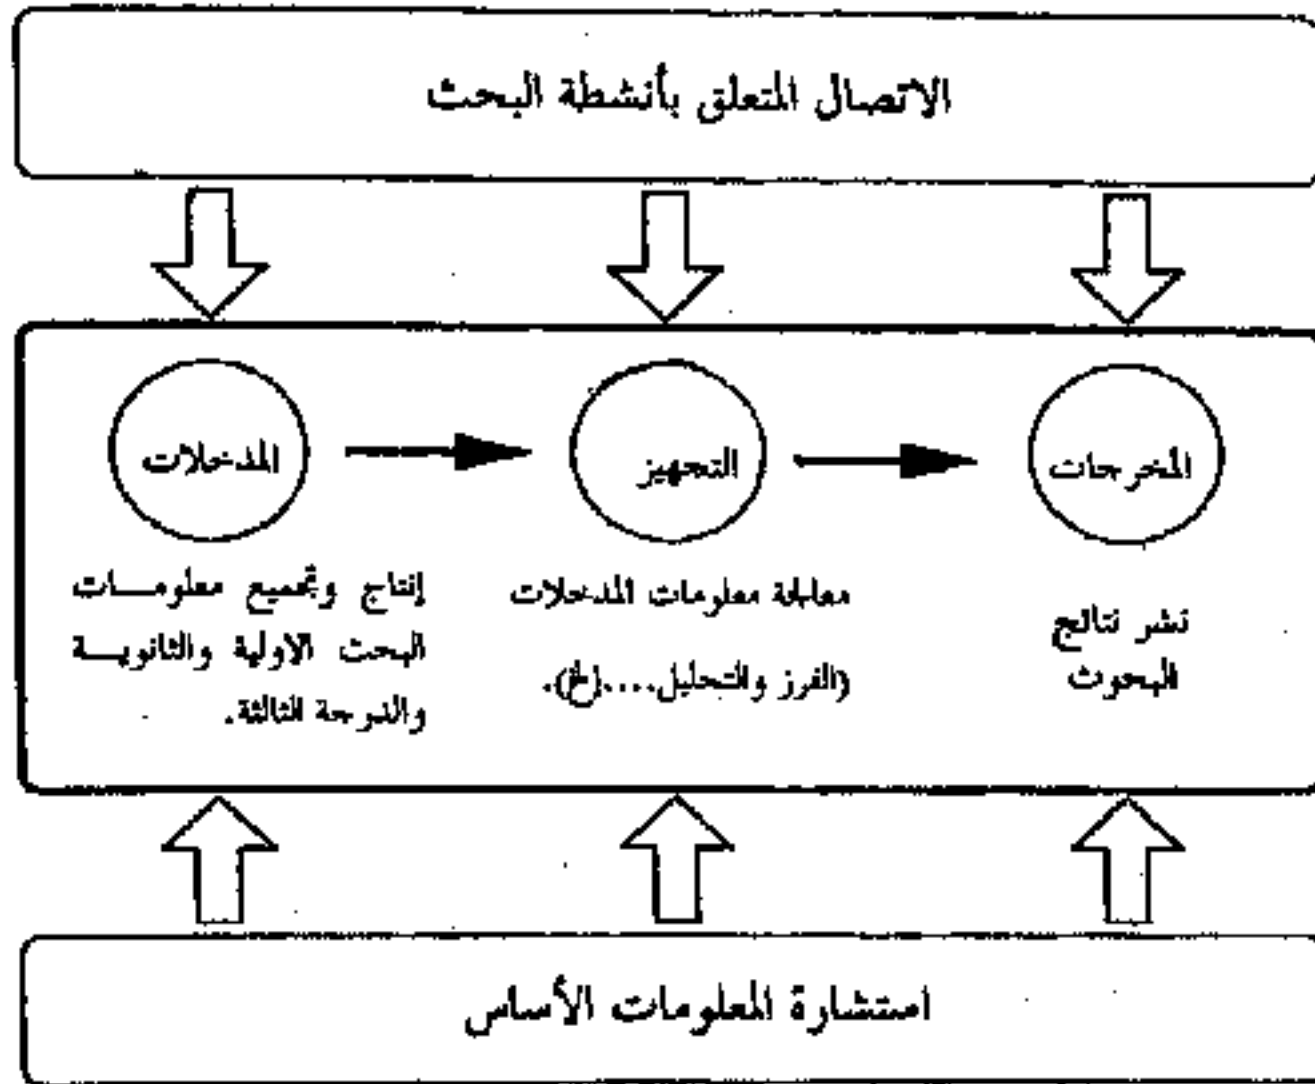 الاتصال المتعلق بأنشطة البحث
المدخلات
التجهيز
المخرجات
إنتاج وتجميع معلومات
البحث الاولية والثانوية
والدرجة الثالثة.
معالجة معلومات المدخلات
(الفرز والتحليل....إلخ).
نشر نتائج
البحوث
استشارة المعلومات الأساس